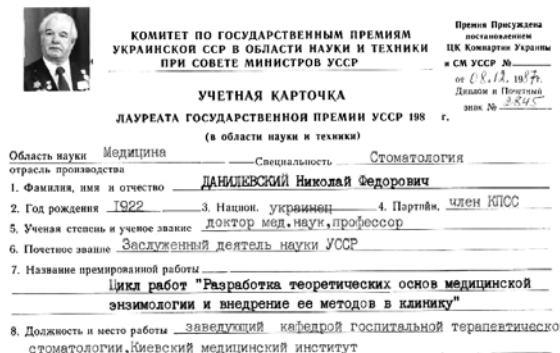 КОМИТЕТ ПО ГОСУДАРСТВЕННЫМ ПРЕМИЯМ
УКРАИНСКОЙ ССР В ОБЛАСТИ НАУКИ И ТЕХНИКИ
ПРИ СОВЕТЕ МИНИСТРОВ УССР
Премия Присуждена
постановлением
ЦК Компартии Украины
и СМ УССР №
от 08.12. 1987г.
Диплом и Почетный
знак № 2845
УЧЕТНАЯ КАРТОЧКА
ЛАУРЕАТА ГОСУДАРСТВЕННОЙ ПРЕМИИ УССР 198 г.
(в области науки и техники)
Область науки Медицина Специальность Стоматология
отрасль производства
1. Фамилия, имя и отчество ДАНИЛЕВСКИЙ Николай Федорович
2. Год рождения 1922 3. Национ. украинец 4. Партийн. член КПСС
5. Ученая степень и ученое звание доктор мед.наук,профессор
6. Почетное звание Заслуженный деятель науки УССР
7. Название премированной работы
Цикл работ "Разработка теоретических основ медицинской
энзимологии и внедрение ее методов в клинику"
8. Должность и место работы заведующий кафедрой госпитальной терапевтическо
стоматологии,Киевский медицинский институт